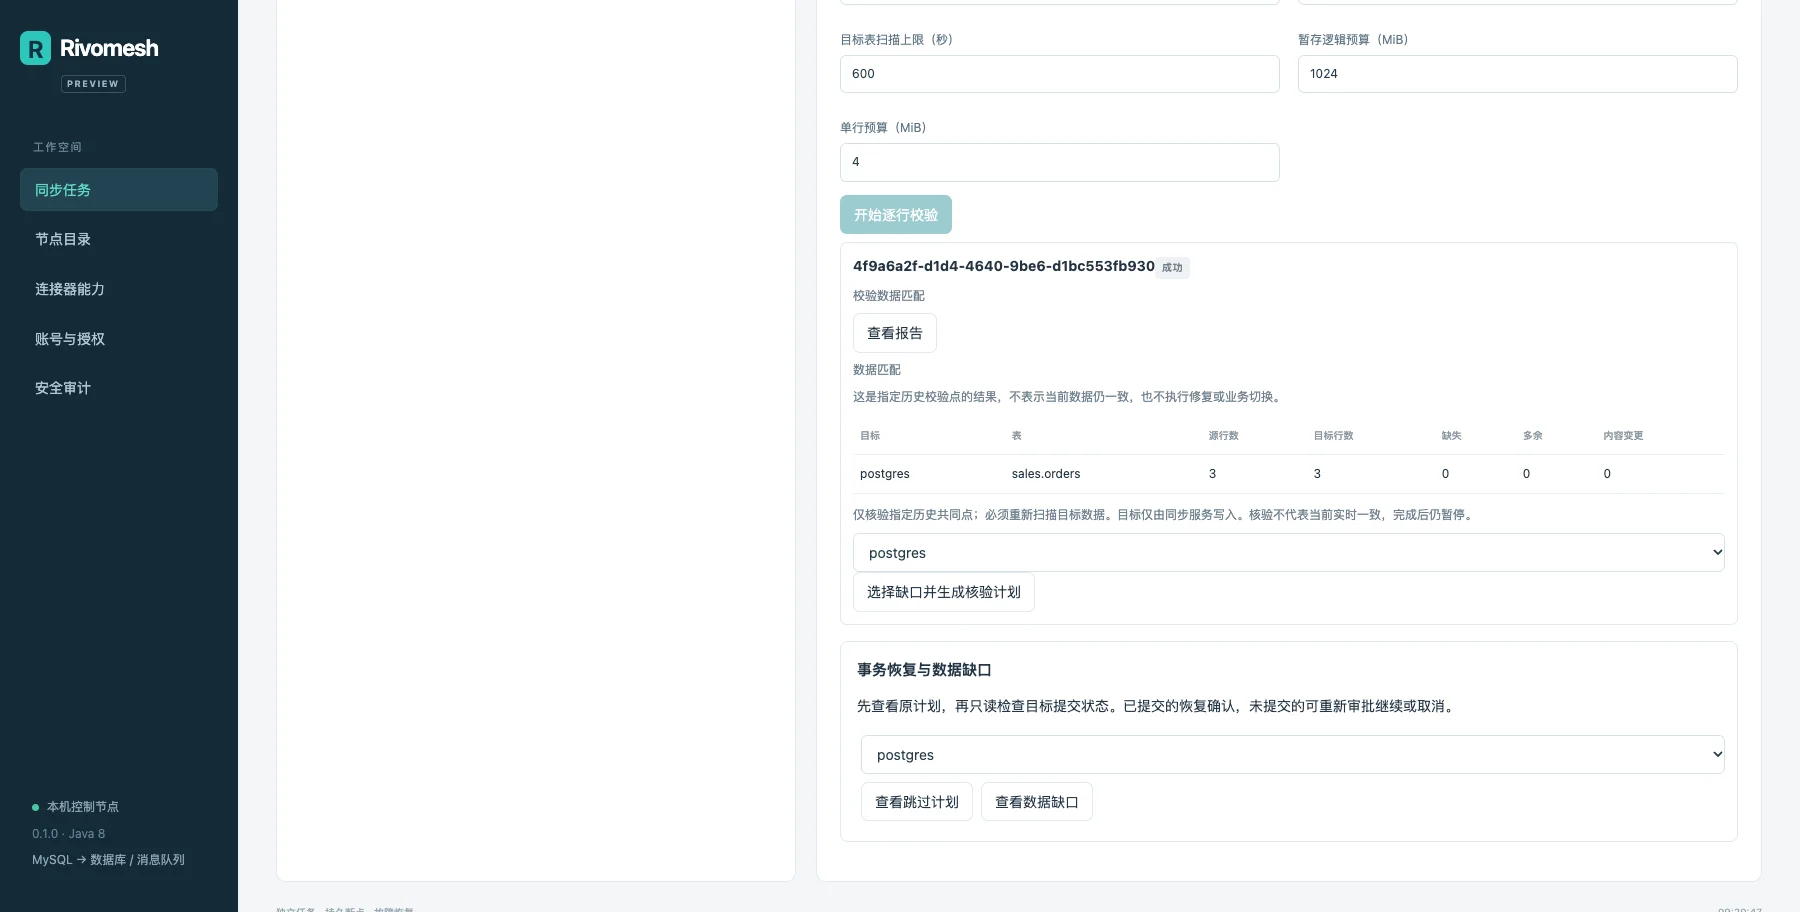 R Rivomesh
PREVIEW
工作空间
同步任务
节点目录
连接器能力
账号与授权
安全审计
本机控制节点
0.1.0 · Java 8
MySQL → 数据库 / 消息队列
目标表扫描上限（秒）
暂存逻辑预算（MiB）
600
1024
单行预算（MiB）
4
开始逐行校验
4f9a6a2f-d1d4-4640-9be6-d1bc553fb930 成功
校验数据匹配
查看报告
数据匹配
这是指定历史校验点的结果，不表示当前数据仍一致，也不执行修复或业务切换。
目标 表 源行数 目标行数 缺失 多余 内容变更
postgres sales.orders 3 3 0 0 0
仅核验指定历史共同点；必须重新扫描目标数据。目标仅由同步服务写入。核验不代表当前实时一致，完成后仍暂停。
postgres
选择缺口并生成核验计划
事务恢复与数据缺口
先查看原计划，再只读检查目标提交状态。已提交的恢复确认，未提交的可重新审批继续或取消。
postgres
查看跳过计划 查看数据缺口